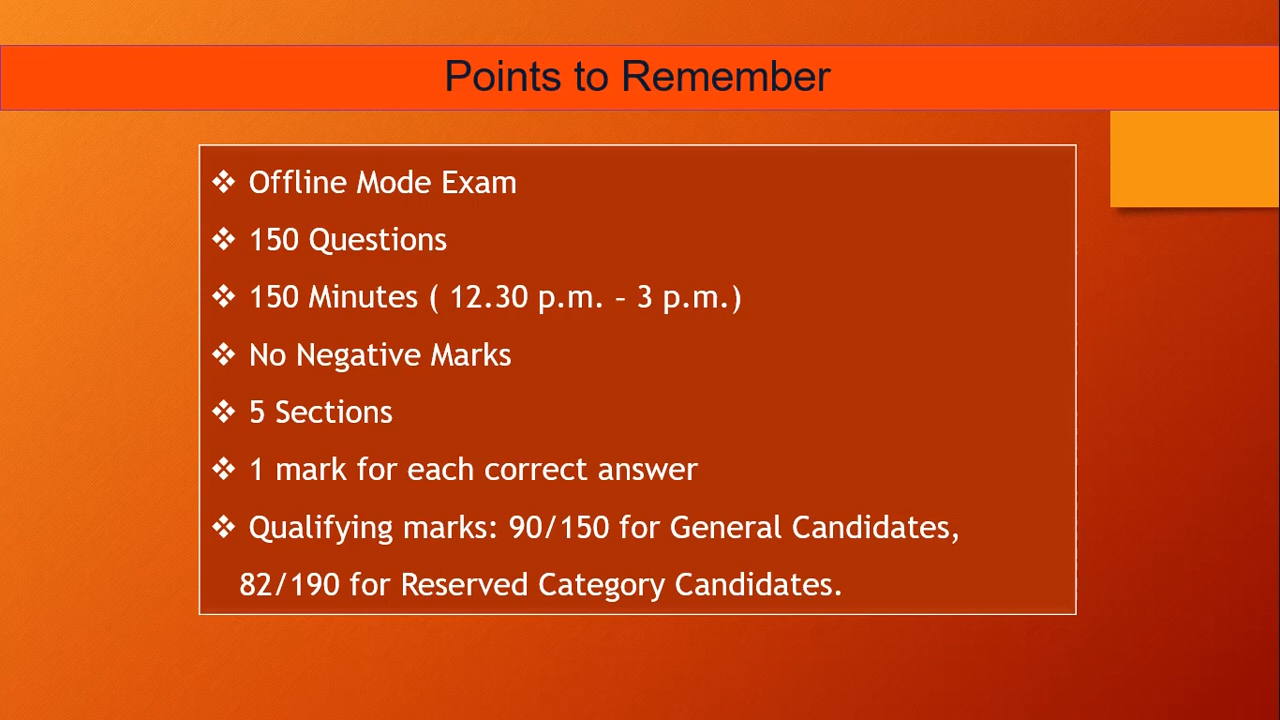 Points to Remember
❖ Offline Mode Exam
❖ 150 Questions
❖ 150 Minutes ( 12.30 p.m. – 3 p.m.)
❖ No Negative Marks
❖ 5 Sections
❖ 1 mark for each correct answer
❖ Qualifying marks: 90/150 for General Candidates,
82/190 for Reserved Category Candidates.